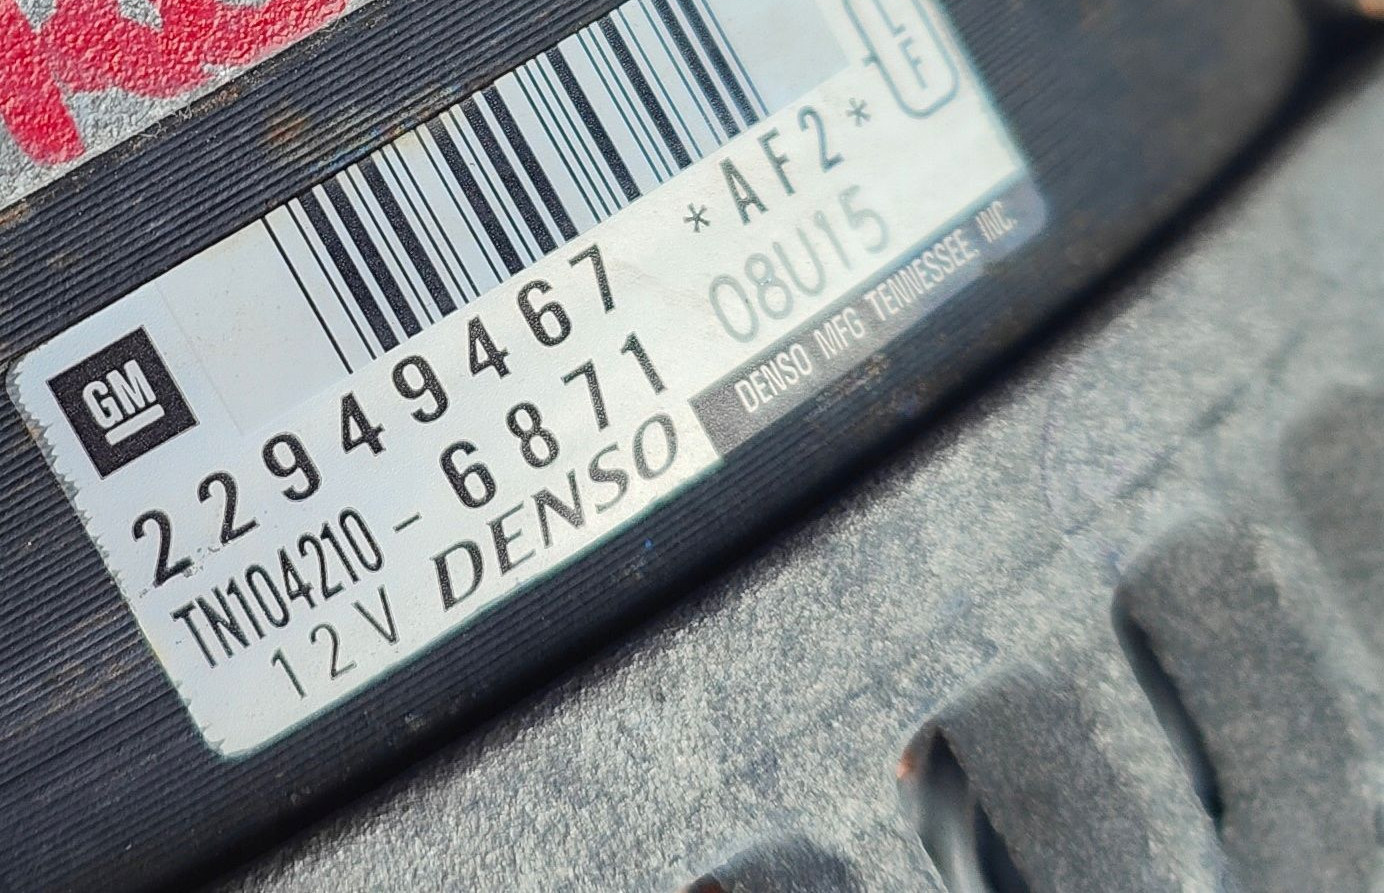 GM
22949467 *AF2*
TN104210-6871 08U15
12V DENSO
DENSO MFG TENNESSEE INC.